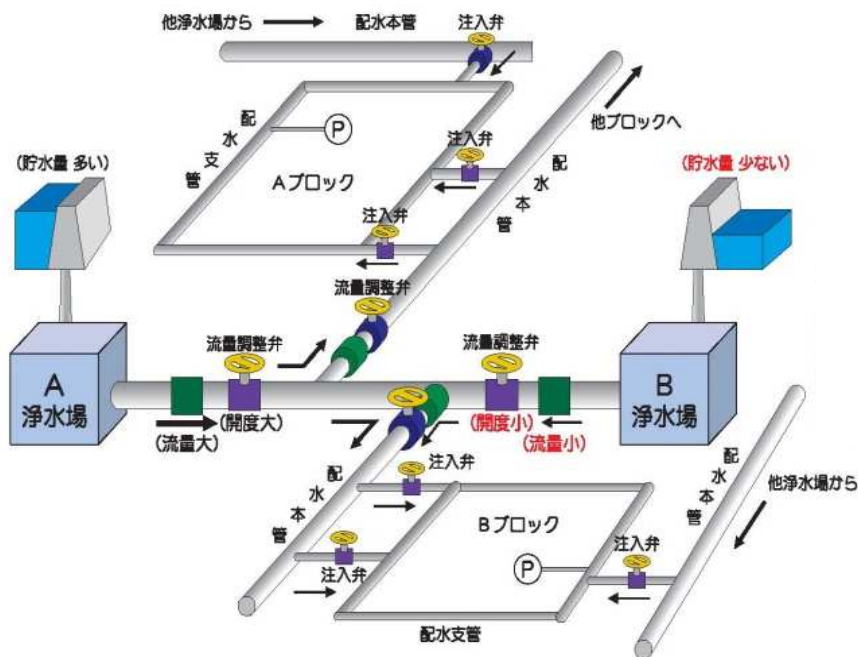 他浄水場から
配水本管
注入弁
配水支管
P
Aブロック
注入弁
注入弁
配水本管
他ブロックへ
(貯水量 多い)
(貯水量 少ない)
流量調整弁
流量調整弁
流量調整弁
A
浄水場
B
浄水場
(流量大)
(開度大)
(開度小)
(流量小)
配水本管
注入弁
注入弁
Bブロック
P
注入弁
配水支管
配水本管
他浄水場から